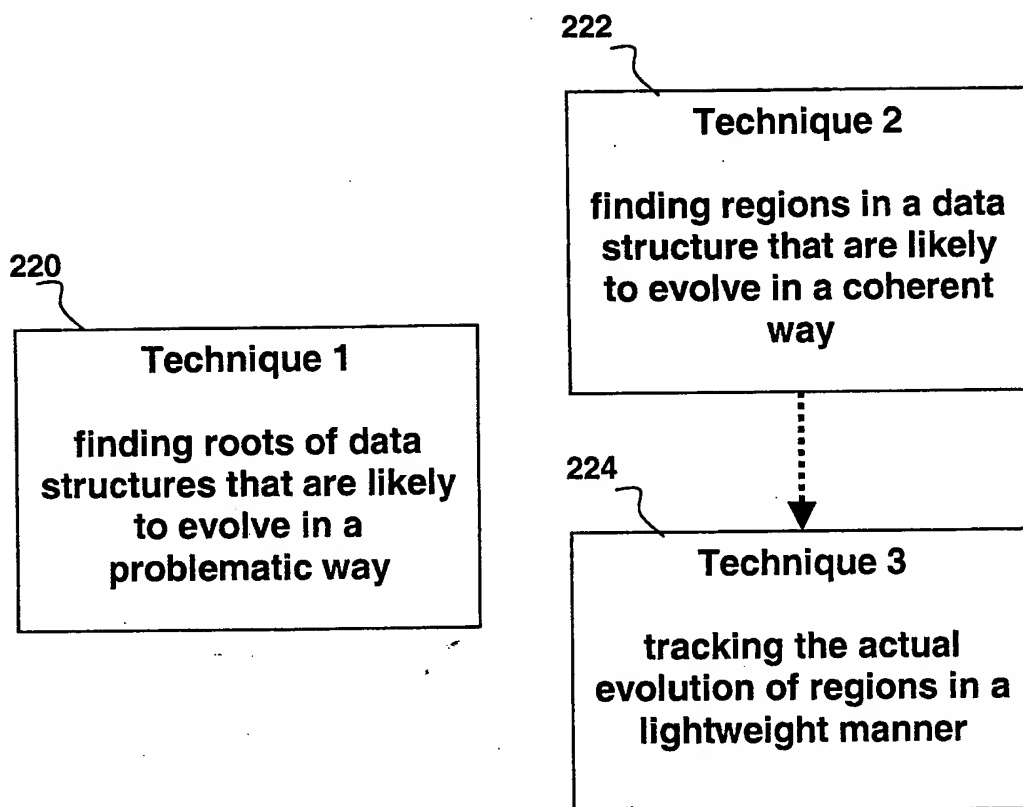 220
Technique 1
finding roots of data
structures that are likely
to evolve in a
problematic way
222
Technique 2
finding regions in a data
structure that are likely
to evolve in a coherent
way
224
Technique 3
tracking the actual
evolution of regions in a
lightweight manner